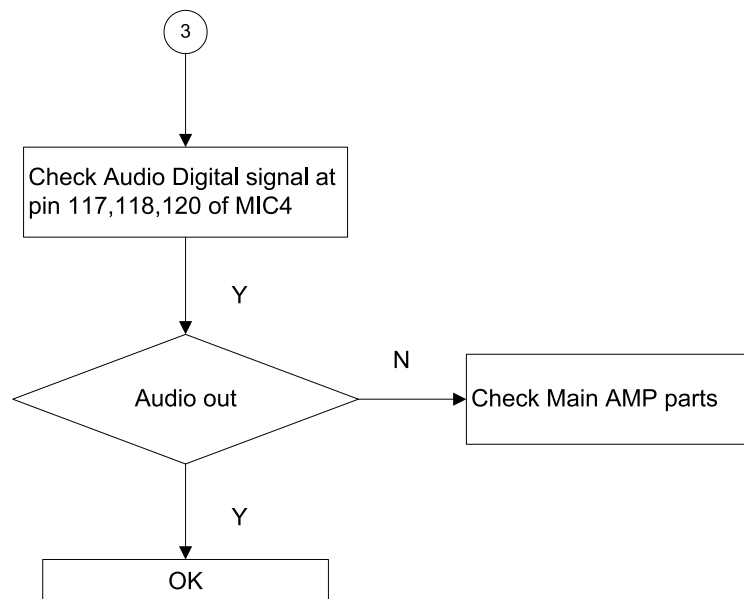 3
Check Audio Digital signal at
pin 117,118,120 of MIC4
Y
N
Audio out
Check Main AMP parts
Y
OK